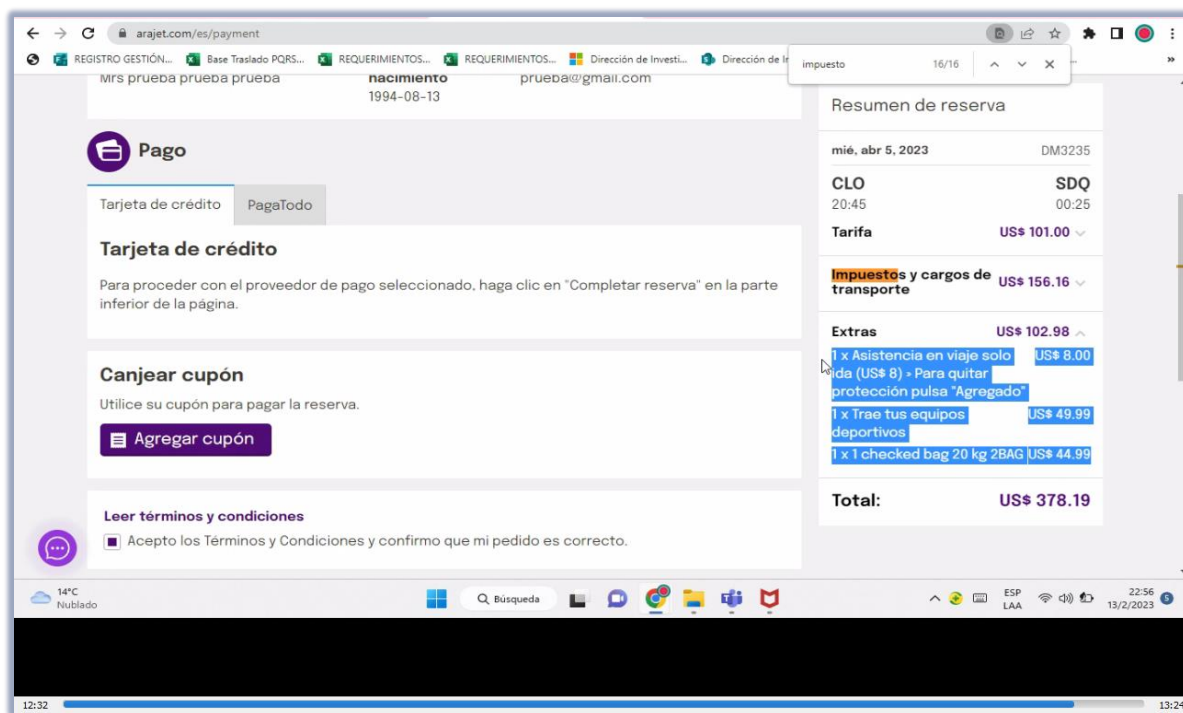 arajet.com/es/payment
REGISTRO GESTIÓN... Base Traslado PQRS... REQUERIMIENTOS... REQUERIMIENTOS... Dirección de Investi... Dirección de In
impuesto 16/16
Mrs prueba prueba prueba nacimiento prueba@gmail.com
1994-08-13
Pago
Tarjeta de crédito PagaTodo
Tarjeta de crédito
Para proceder con el proveedor de pago seleccionado, haga clic en "Completar reserva" en la parte
inferior de la página.
Canjear cupón
Utilice su cupón para pagar la reserva.
Agregar cupón
Leer términos y condiciones
Acepto los Términos y Condiciones y confirmo que mi pedido es correcto.
Resumen de reserva
mié, abr 5, 2023 DM3235
CLO SDQ
20:45 00:25
Tarifa US$ 101.00
Impuestos y cargos de US$ 156.16
transporte
Extras US$ 102.98
1 x Asistencia en viaje solo US$ 8.00
ida (US$ 8) » Para quitar
protección pulsa "Agregado"
1 x Trae tus equipos US$ 49.99
deportivos
1 x 1 checked bag 20 kg 2BAG US$ 44.99
Total: US$ 378.19
14°C
Nublado
Búsqueda
ESP 22:56
LAA 13/2/2023 5
12:32 13:24